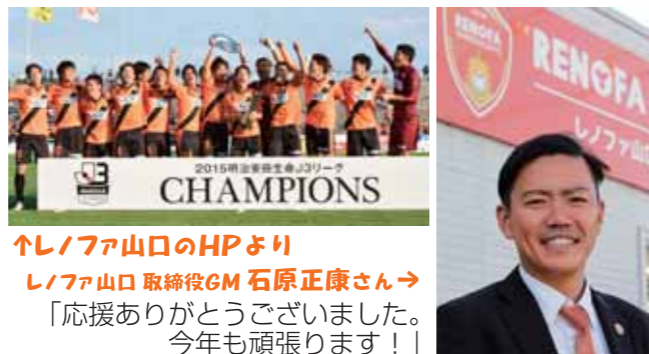 RENOFA
RENOFA
レノファ山
J3
2015明治安田生命J3リーグ
CHAMPIONS
↑レノファ山口のHPより
レノファ山口 取締役GM 石原正康さん→
「応援ありがとうございました。
今年も頑張ります！」